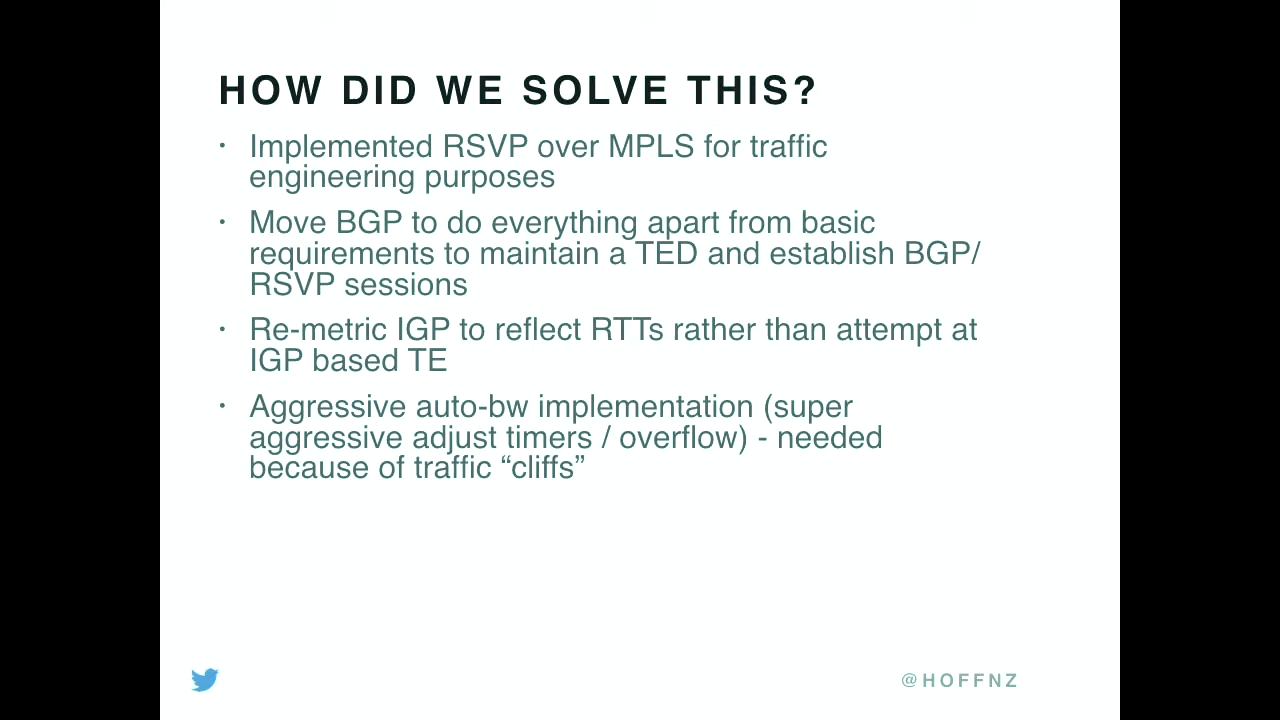 HOW DID WE SOLVE THIS?
• Implemented RSVP over MPLS for traffic
engineering purposes
• Move BGP to do everything apart from basic
requirements to maintain a TED and establish BGP/
RSVP sessions
• Re-metric IGP to reflect RTTs rather than attempt at
IGP based TE
• Aggressive auto-bw implementation (super
aggressive adjust timers / overflow) - needed
because of traffic “cliffs”
@HOFFNZ